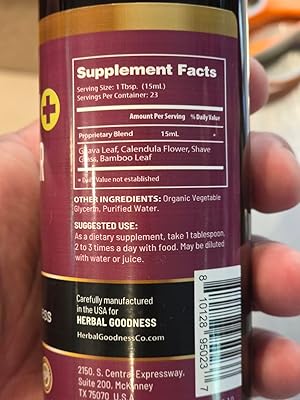 Supplement Facts
Serving Size: 1 Tbsp. (15mL)
Servings Per Container: 23
Amount Per Serving % Daily Value
Proprietary Blend 15mL *
Guava Leaf, Calendula Flower, Shave
Grass, Bamboo Leaf
* Daily Value not established
OTHER INGREDIENTS: Organic Vegetable
Glycerin, Purified Water.
SUGGESTED USE:
As a dietary supplement, take 1 tablespoon,
2 to 3 times a day with food. May be diluted
with water or juice.
Carefully manufactured
in the USA for
HERBAL GOODNESS
HerbalGoodnessCo.com
2150. S. Central Expressway,
Suite 200, McKinney
TX 75070 U.S.A
8 10128 95023 7